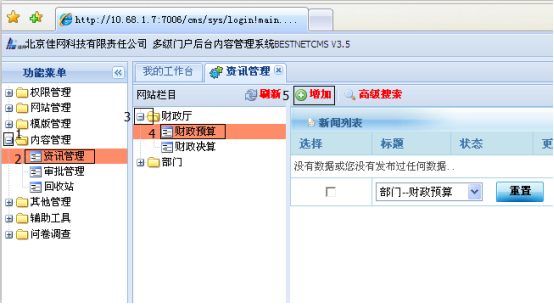 http://10.68.1.7:7006/cms/sys/login!main....
北京佳网科技有限责任公司 多级门户后台内容管理系统BESTNETCMS V3.5
功能菜单
权限管理
网站管理
模版管理
1 内容管理
2 资讯管理
审批管理
回收站
其他管理
辅助工具
问卷调查
我的工作台 资讯管理
网站栏目 刷新 5 增加 高级搜索
3 财政厅
4 财政预算
财政决算
部门
新闻列表
选择 标题 状态 更
没有数据或您没有发布过任何数据..
部门--财政预算 重置